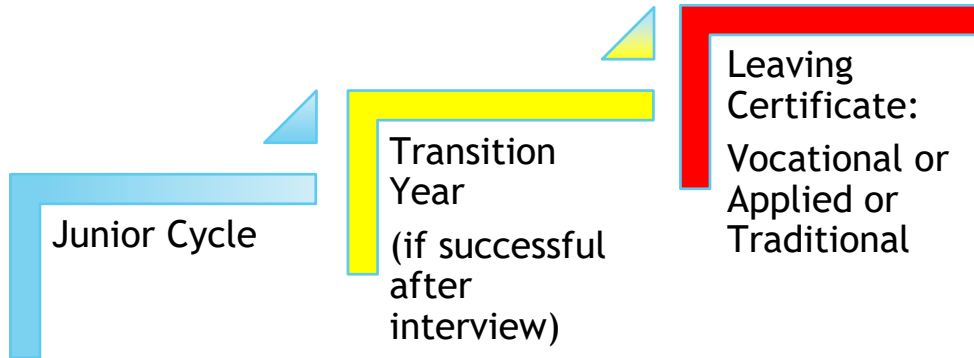 Junior Cycle
Transition
Year
(if successful
after
interview)
Leaving
Certificate:
Vocational or
Applied or
Traditional